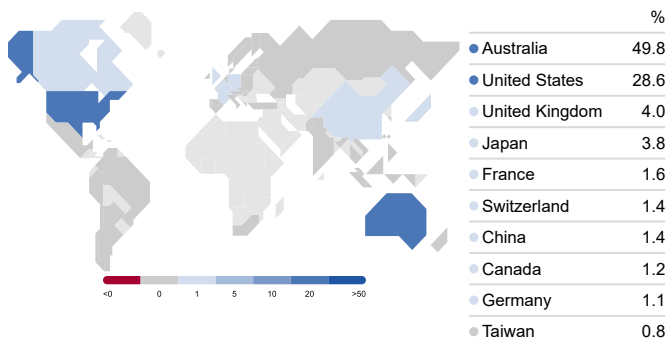 %
Australia 49.8
United States 28.6
United Kingdom 4.0
Japan 3.8
France 1.6
Switzerland 1.4
China 1.4
Canada 1.2
Germany 1.1
Taiwan 0.8
<0 0 1 5 10 20 >50